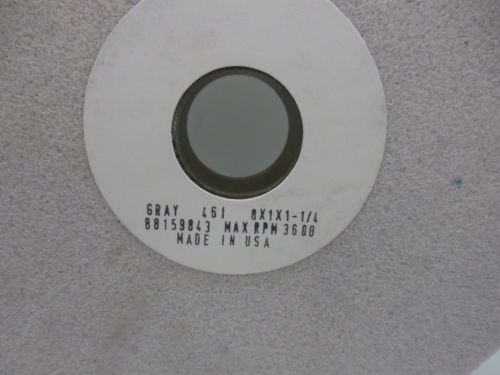 GRAY 46I 8X1X1-1/4
88159843 MAX RPM 3600
MADE IN USA